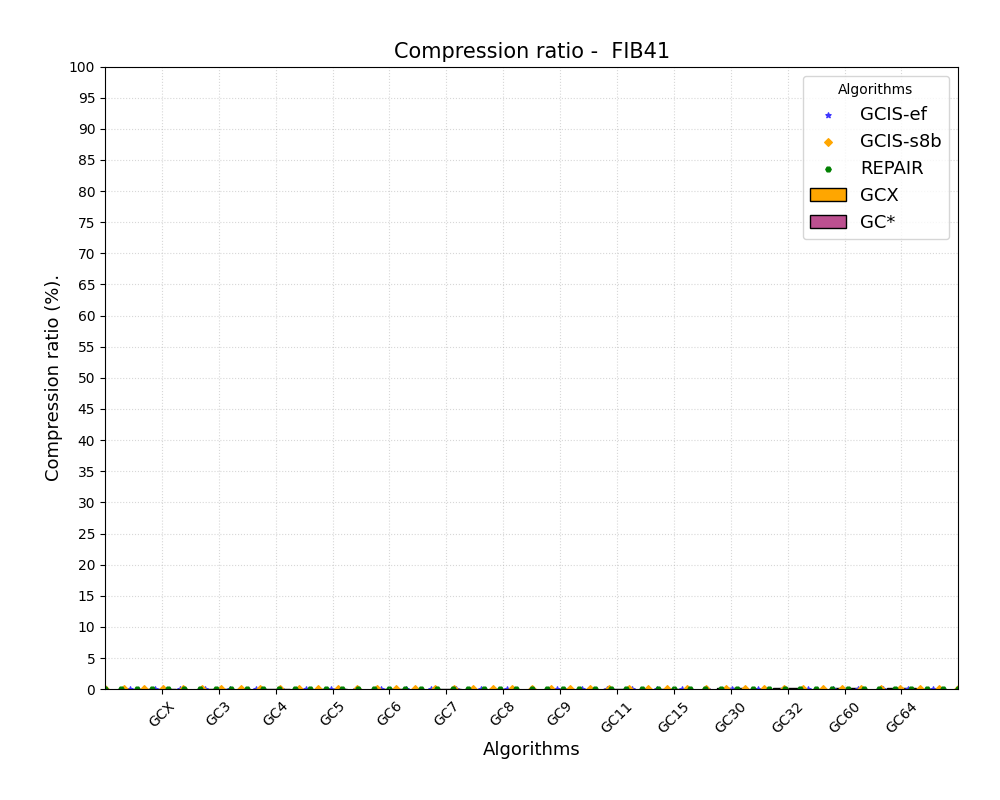 Compression ratio -  FIB41
Algorithms
GCIS-ef
GCIS-s8b
REPAIR
GCX
GC*
Compression ratio (%).
100
95
90
85
80
75
70
65
60
55
50
45
40
35
30
25
20
15
10
5
0
GCX
GC3
GC4
GC5
GC6
GC7
GC8
GC9
GC11
GC15
GC30
GC32
GC60
GC64
Algorithms